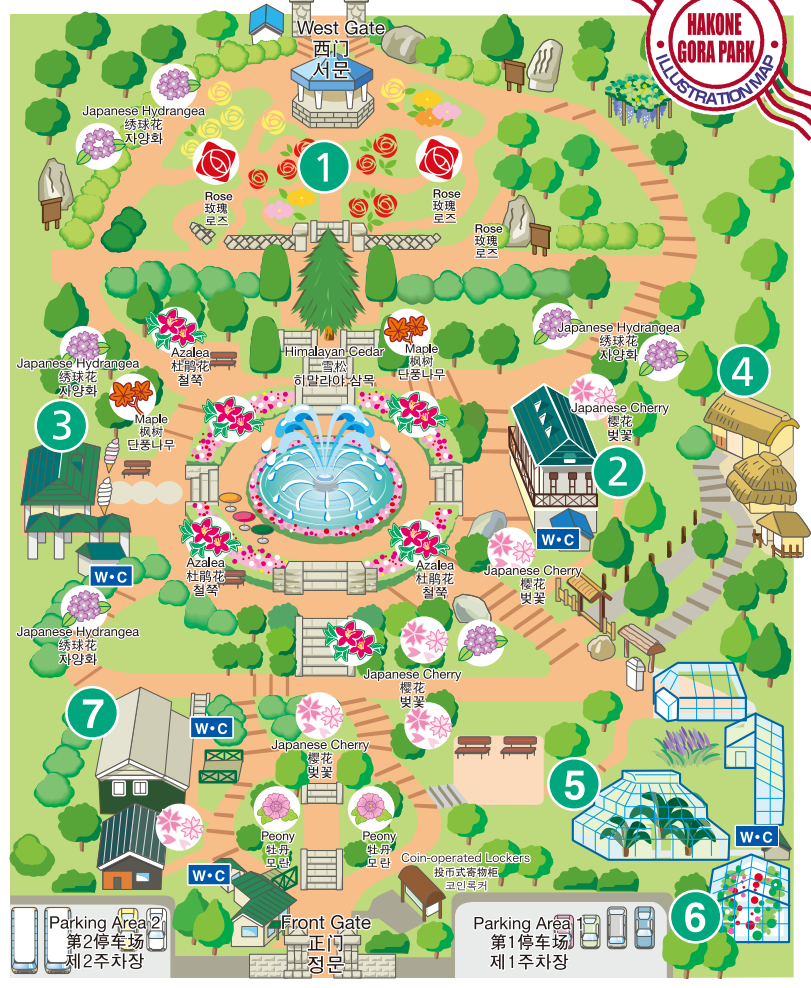 HAKONE
GORA PARK
• ILLUSTRATION MAP •
West Gate
西门
서문
Japanese Hydrangea
绣球花
자양화
1
Rose
玫瑰
로즈
Rose
玫瑰
로즈
Rose
玫瑰
로즈
Azalea
杜鹃花
철쭉
Himalayan Cedar
雪松
히말라야 삼목
Maple
枫树
단풍나무
Japanese Hydrangea
绣球花
자양화
Japanese Hydrangea
绣球花
자양화
Maple
枫树
단풍나무
3
Japanese Cherry
樱花
벚꽃
4
2
W•C
W•C
Azalea
杜鹃花
철쭉
Azalea
杜鹃花
철쭉
Japanese Cherry
樱花
벚꽃
Japanese Hydrangea
绣球花
자양화
Japanese Cherry
樱花
벚꽃
7
W•C
Japanese Cherry
樱花
벚꽃
5
Peony
牡丹
모란
Peony
牡丹
모란
W•C
W•C
Coin-operated Lockers
投币式寄物柜
코인록커
6
Parking Area 2
第2停车场
제2주차장
Front Gate
正门
정문
Parking Area 1
第1停车场
제1주차장